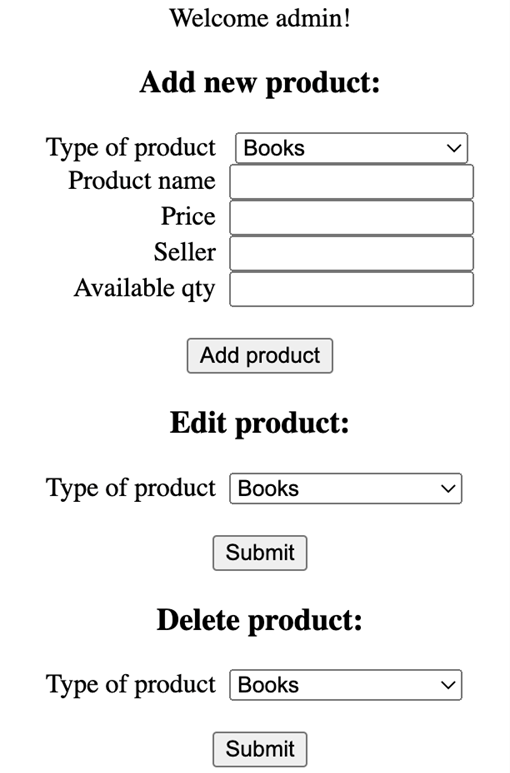 Welcome admin!
Add new product:
Type of product Books
Product name
Price
Seller
Available qty
Add product
Edit product:
Type of product Books
Submit
Delete product:
Type of product Books
Submit